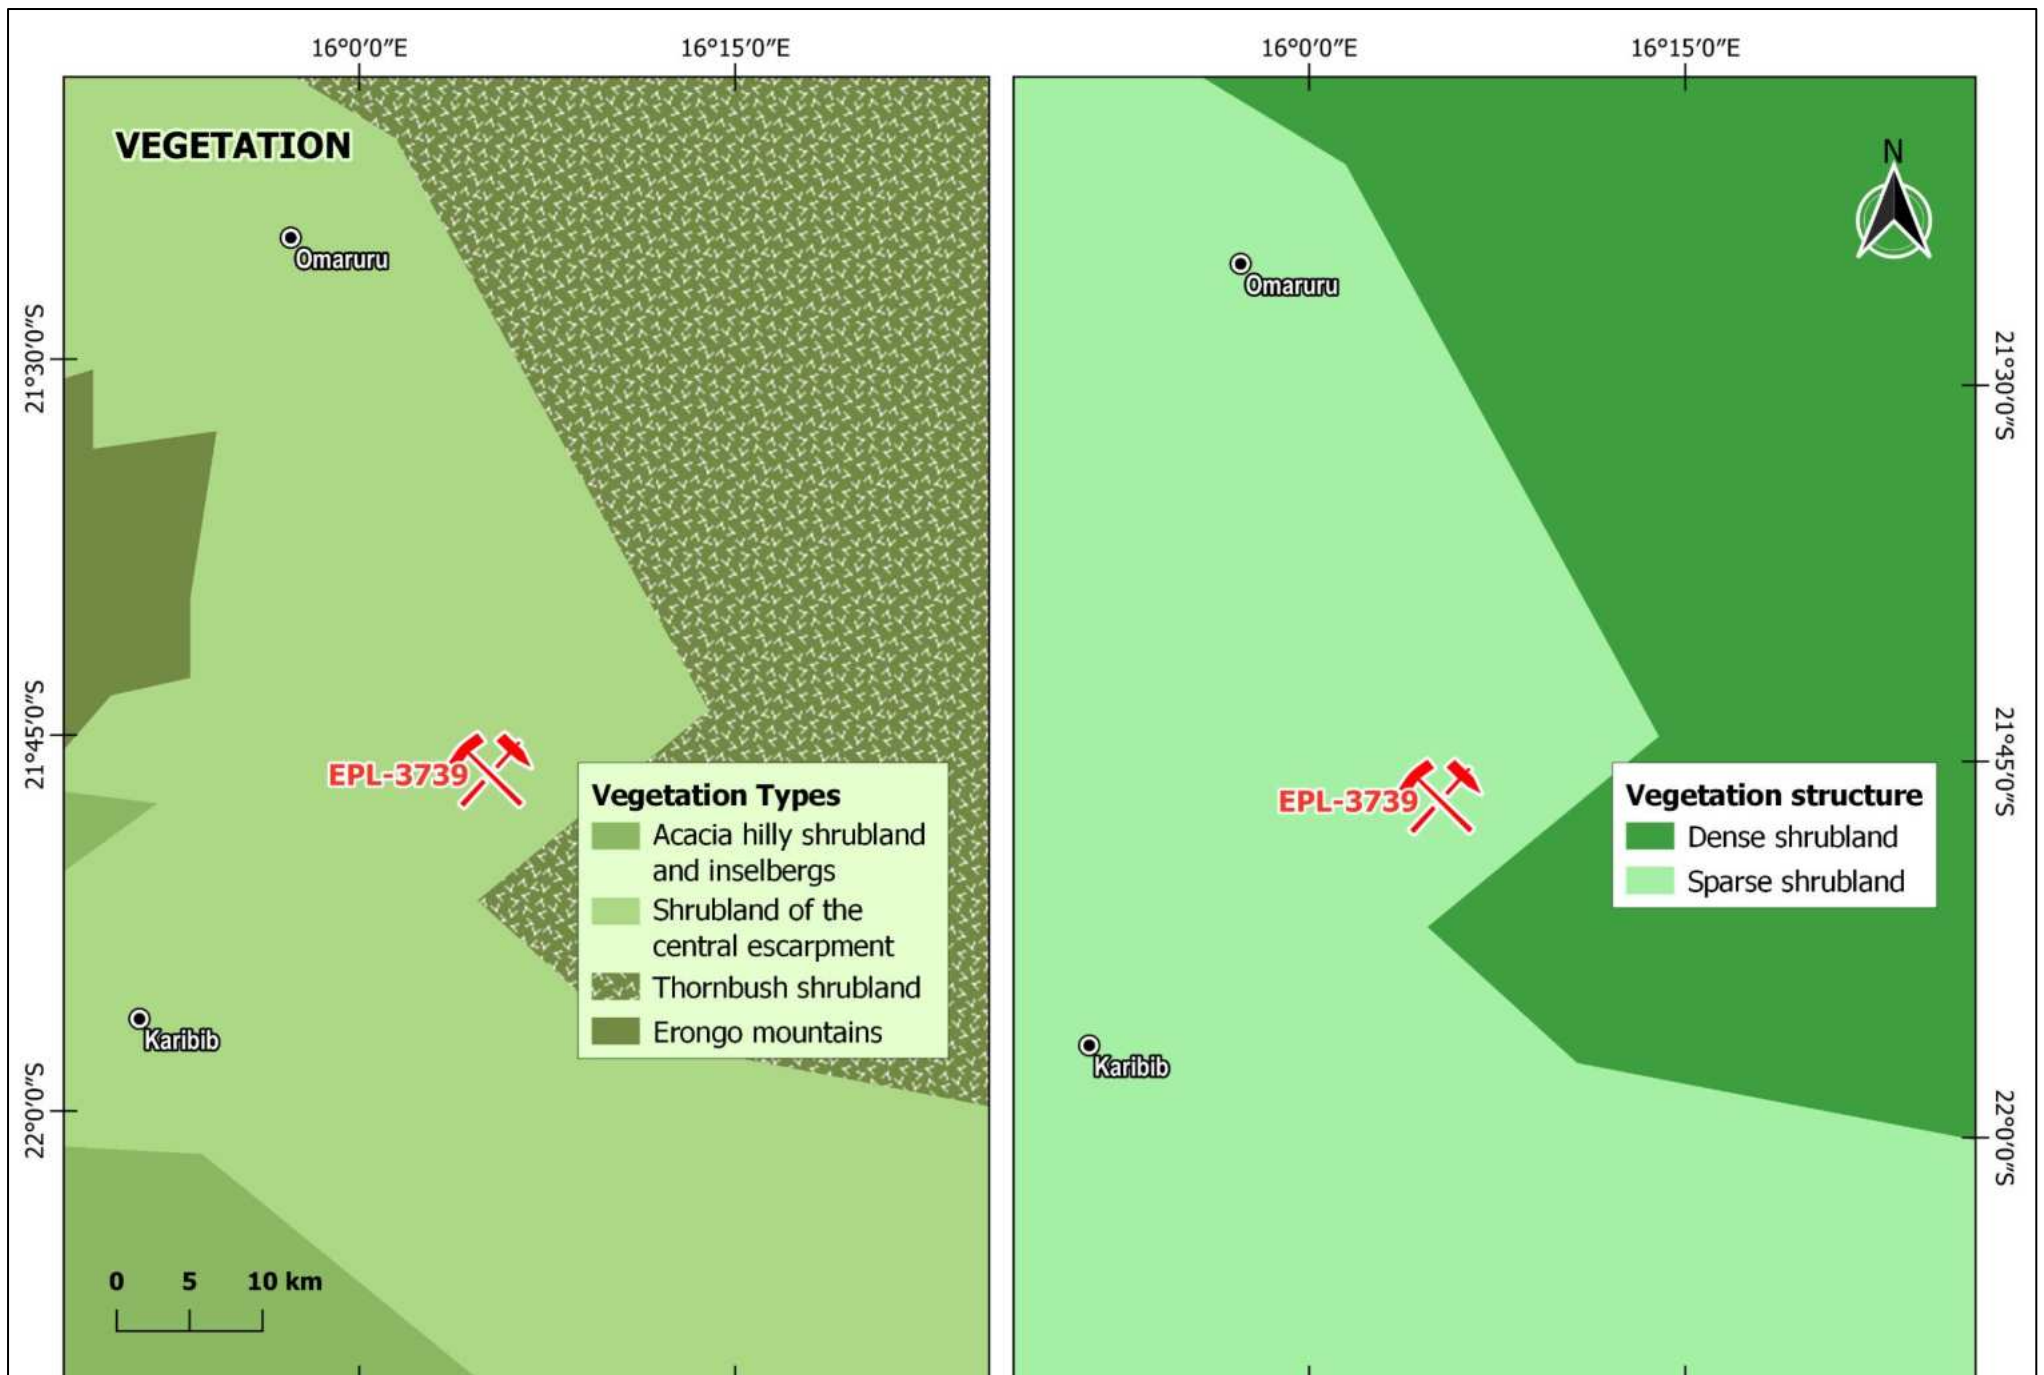 16°0'0"E
16°15'0"E
16°0'0"E
16°15'0"E
VEGETATION
N
Omaruru
Omaruru
21°30'0"S
21°30'0"S
21°45'0"S
21°45'0"S
EPL-3739
EPL-3739
Vegetation Types
Acacia hilly shrubland
and inselbergs
Shrubland of the
central escarpment
Thornbush shrubland
Erongo mountains
Vegetation structure
Dense shrubland
Sparse shrubland
Karibib
Karibib
22°0'0"S
22°0'0"S
0 5 10 km